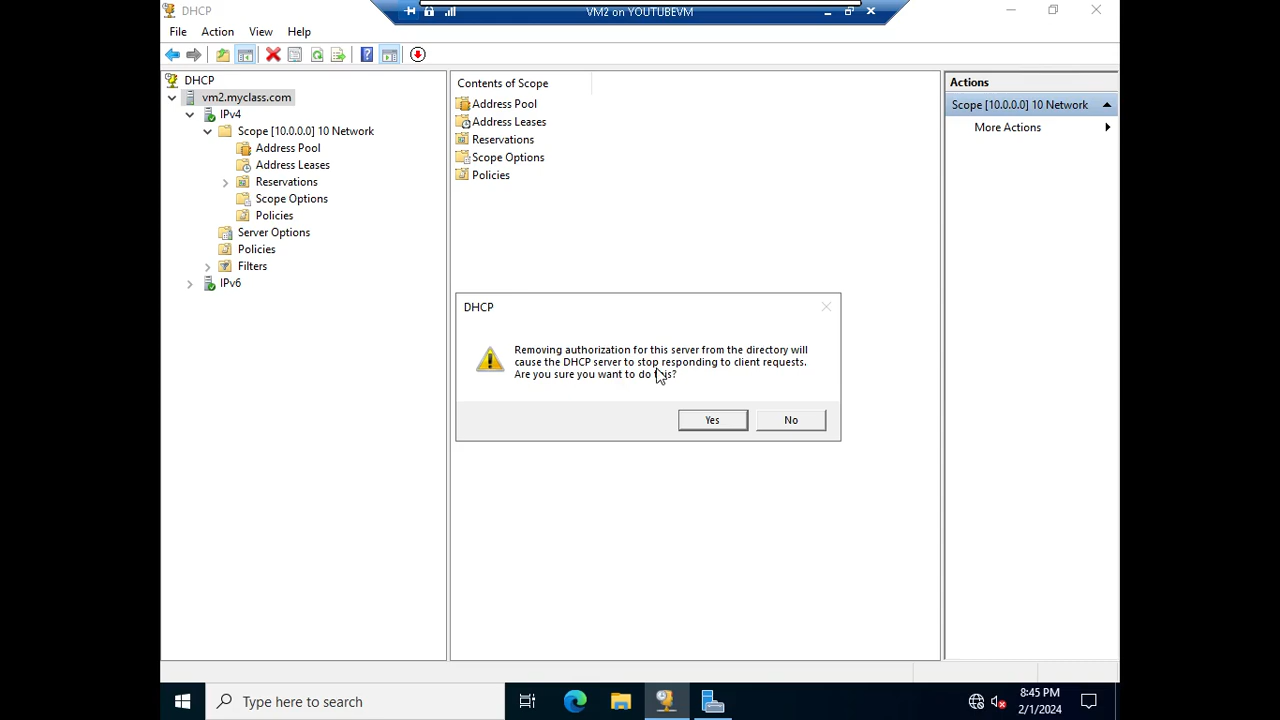 DHCP
VM2 on YOUTUBEVM
File Action View Help
DHCP
vm2.myclass.com
IPv4
Scope [10.0.0.0] 10 Network
Address Pool
Address Leases
Reservations
Scope Options
Policies
Server Options
Policies
Filters
IPv6
Contents of Scope
Address Pool
Address Leases
Reservations
Scope Options
Policies
Actions
Scope [10.0.0.0] 10 Network
More Actions
DHCP
Removing authorization for this server from the directory will
cause the DHCP server to stop responding to client requests.
Are you sure you want to do this?
Yes No
Type here to search
8:45 PM
2/1/2024